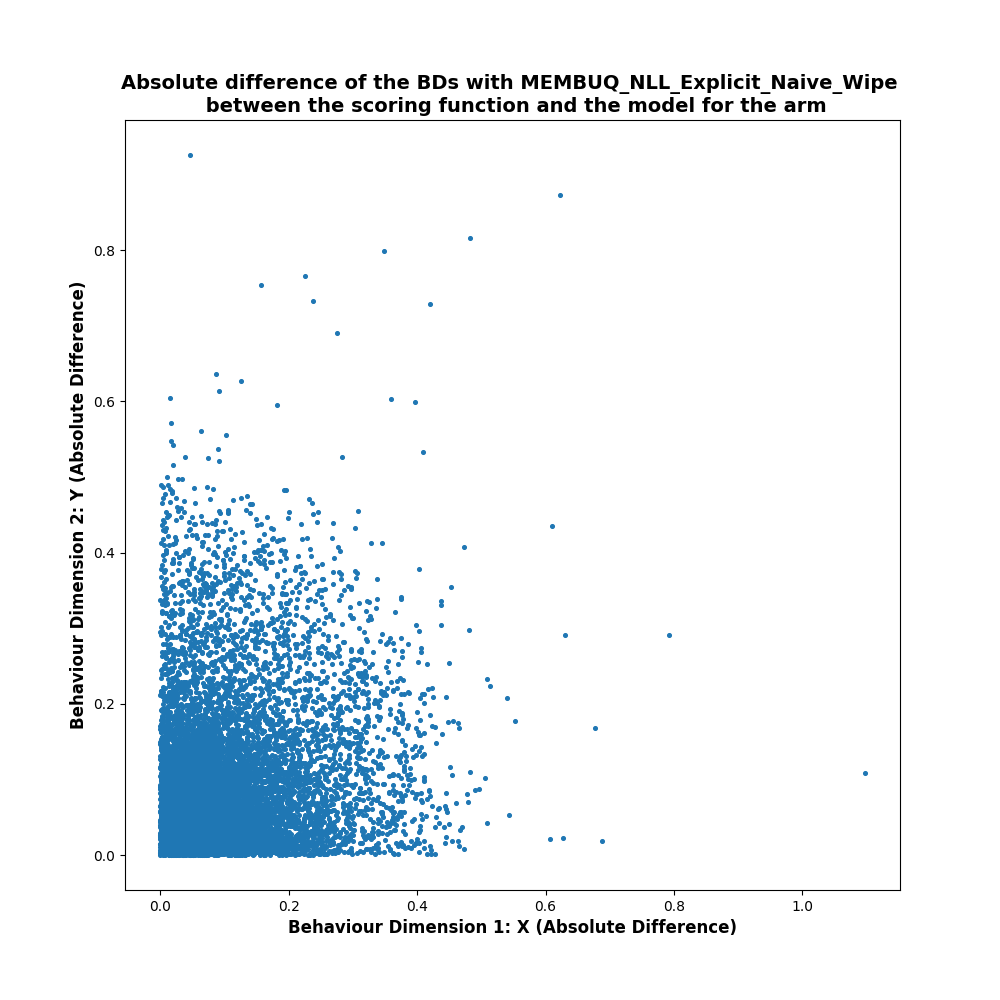 Absolute difference of the BDs with MEMBUQ_NLL_Explicit_Naive_Wipe
between the scoring function and the model for the arm
Behaviour Dimension 2: Y (Absolute Difference)
0.8
0.6
0.4
0.2
0.0
0.0 0.2 0.4 0.6 0.8 1.0
Behaviour Dimension 1: X (Absolute Difference)